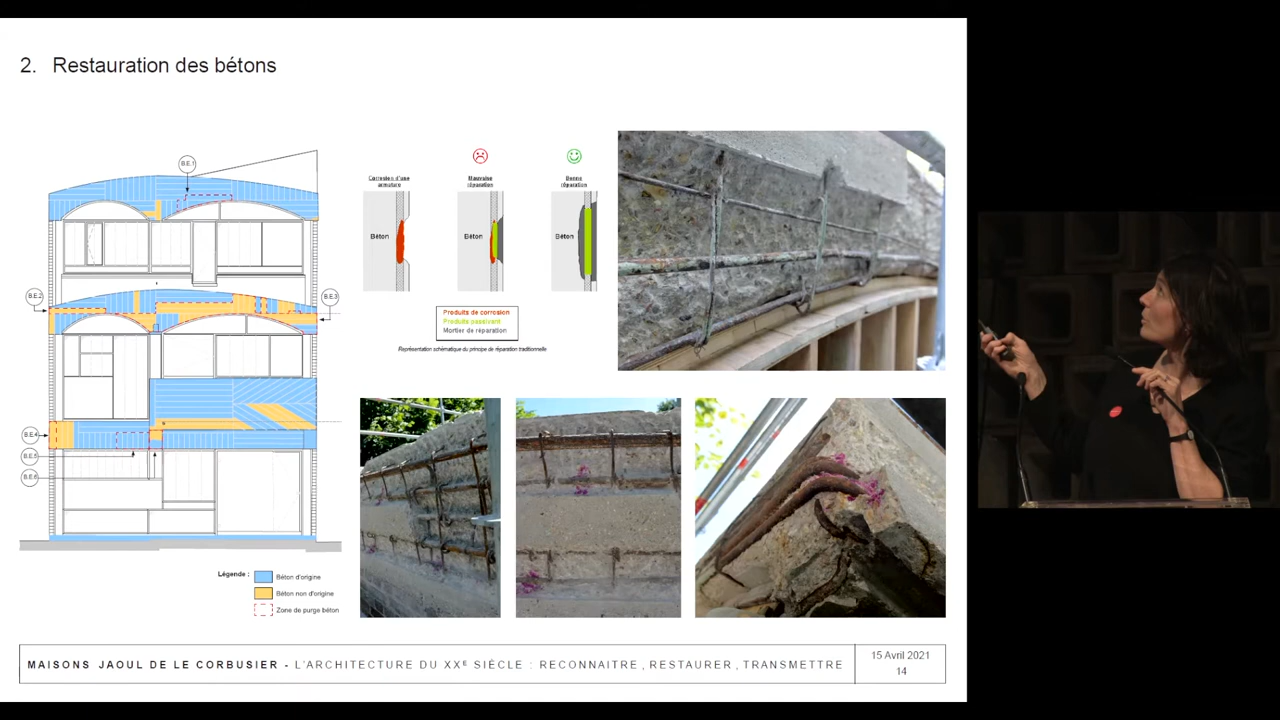 2. Restauration des bétons
B.E.1
B.E.2
B.E.3
B.E.4
B.E.5
B.E.6
Légende :
Béton d'origine
Béton non d'origine
Zone de purge béton
Corrosion d'une
armature
Mauvaise
réparation
Bonne
réparation
Béton
Béton
Béton
Produits de corrosion
Produits passivant
Mortier de réparation
Représentation schématique du principe de réparation traditionnelle
MAISONS JAOUL DE LE CORBUSIER - L'ARCHITECTURE DU XXE SIÈCLE : RECONNAITRE , RESTAURER , TRANSMETTRE
15 Avril 2021
14